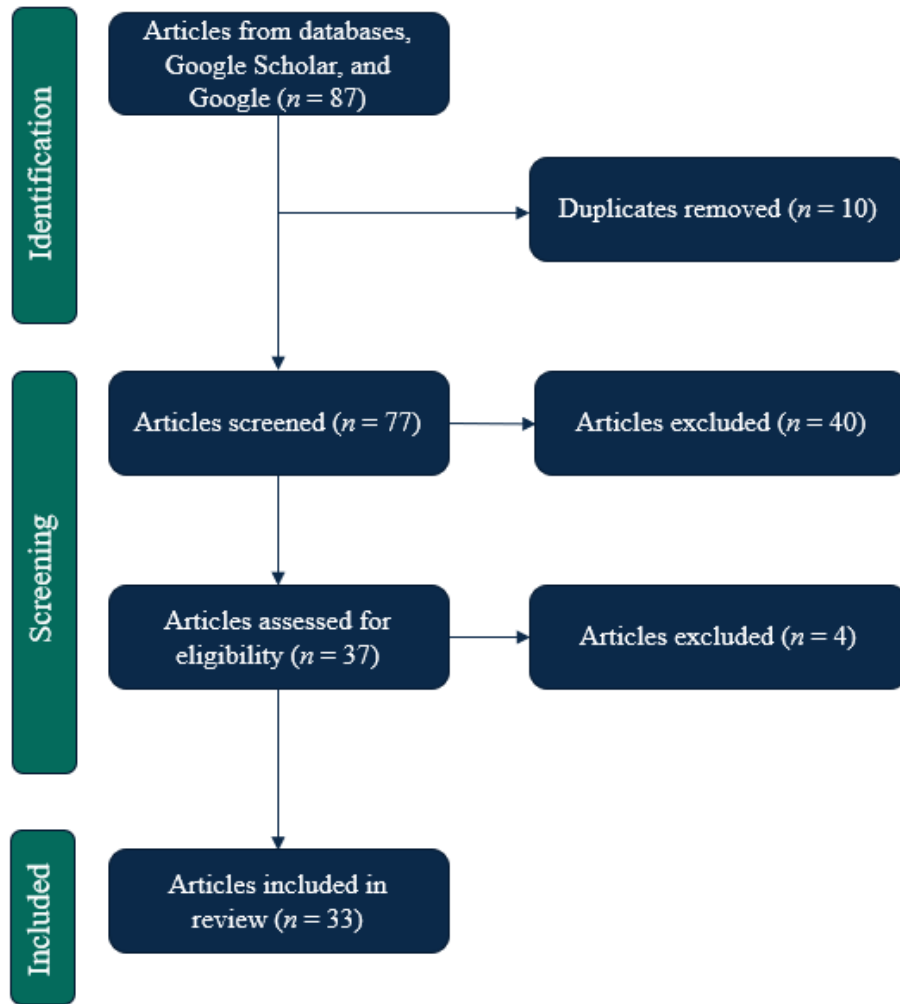 Identification
Articles from databases,
Google Scholar, and
Google (n = 87)
Duplicates removed (n = 10)
Screening
Articles screened (n = 77)
Articles excluded (n = 40)
Articles assessed for
eligibility (n = 37)
Articles excluded (n = 4)
Included
Articles included in
review (n = 33)